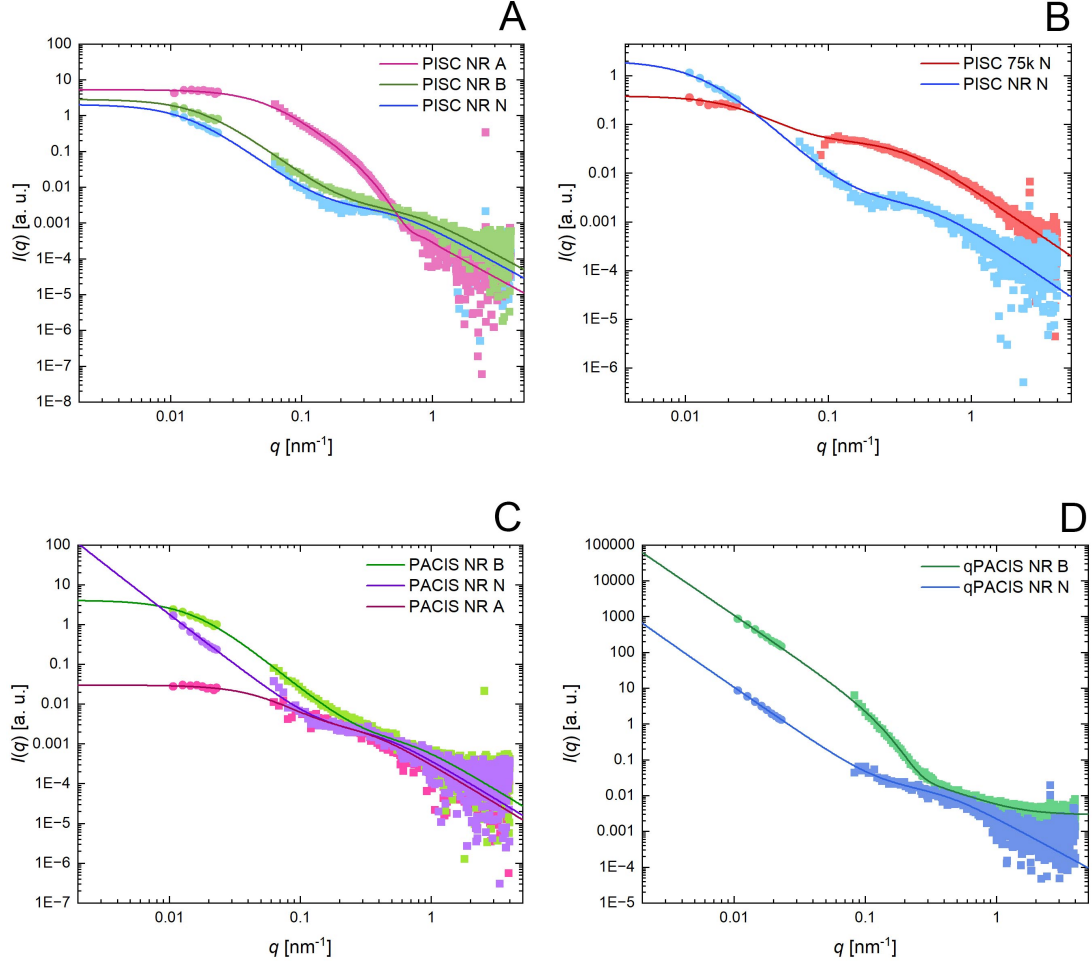 A
100
10
1
0.1
0.01
0.001
1E-4
1E-5
1E-6
1E-7
1E-8
I(q) [a. u.]
PISC NR A
PISC NR B
PISC NR N
0.01
0.1
1
q [nm-1]
B
1
0.1
0.01
0.001
1E-4
1E-5
1E-6
I(q) [a. u.]
PISC 75k N
PISC NR N
0.01
0.1
1
q [nm-1]
C
100
10
1
0.1
0.01
0.001
1E-4
1E-5
1E-6
1E-7
I(q) [a. u.]
PACIS NR B
PACIS NR N
PACIS NR A
0.01
0.1
1
q [nm-1]
D
100000
10000
1000
100
10
1
0.1
0.01
0.001
1E-4
1E-5
I(q) [a. u.]
qPACIS NR B
qPACIS NR N
0.01
0.1
1
q [nm-1]